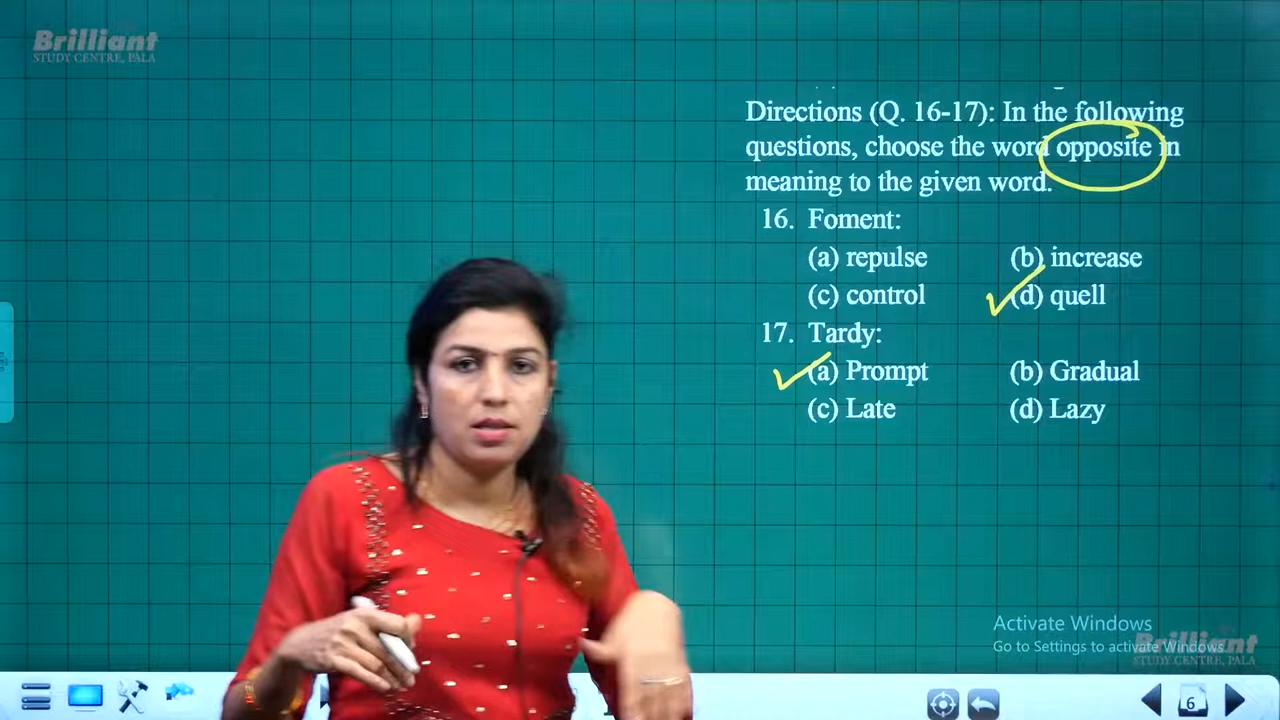 Brilliant
STUDY CENTRE, PALA
Directions (Q. 16-17): In the following
questions, choose the word opposite in
meaning to the given word.
16. Foment:
(a) repulse (b) increase
(c) control (d) quell
17. Tardy:
(a) Prompt (b) Gradual
(c) Late (d) Lazy
Activate Windows
Go to Settings to activate Windows.
Brilliant
STUDY CENTRE, PALA
6